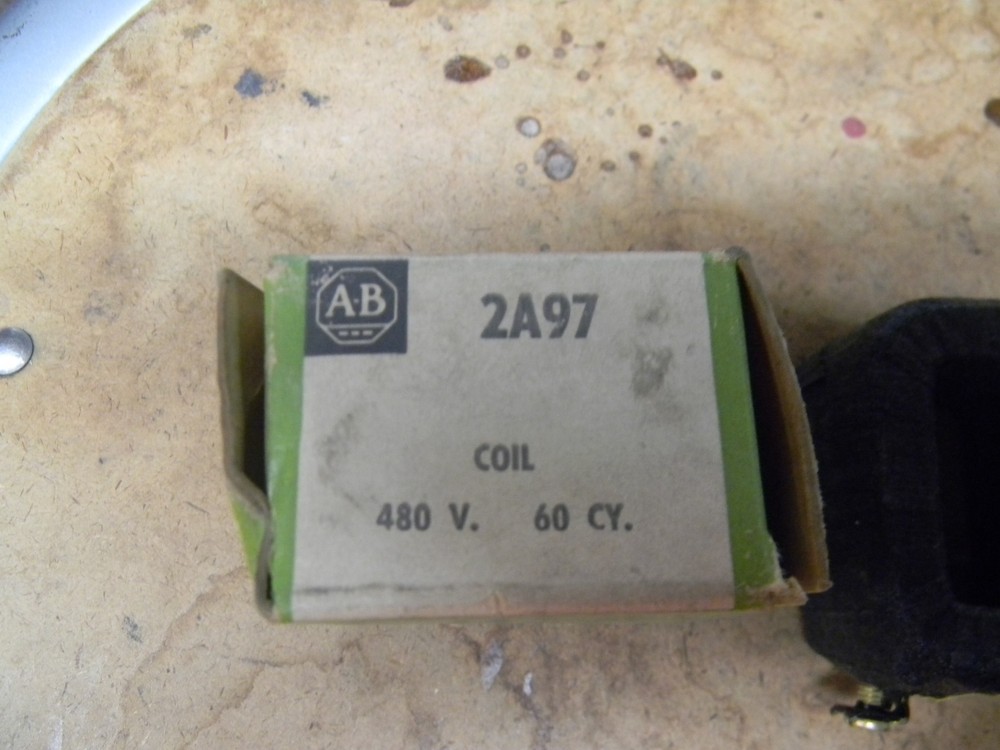 A-B
2A97
COIL
480 V. 60 CY.